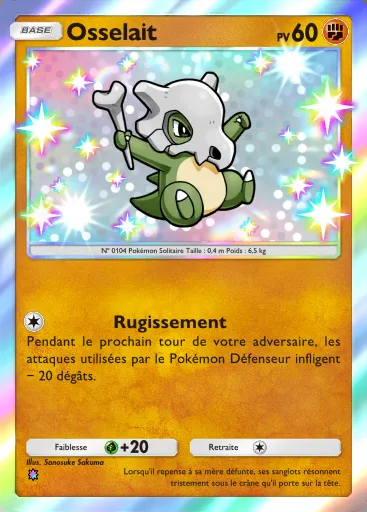 BASE Osselait PV 60
N° 0104 Pokémon Solitaire Taille : 0,4 m Poids : 6,5 kg
Rugissement
Pendant le prochain tour de votre adversaire, les
attaques utilisées par le Pokémon Défenseur infligent
− 20 dégâts.
Faiblesse +20 Retraite
Illus. Sanosuke Sakuma
Lorsqu'il repense à sa mère défunte, ses sanglots résonnent
tristement sous le crâne qu'il porte sur la tête.